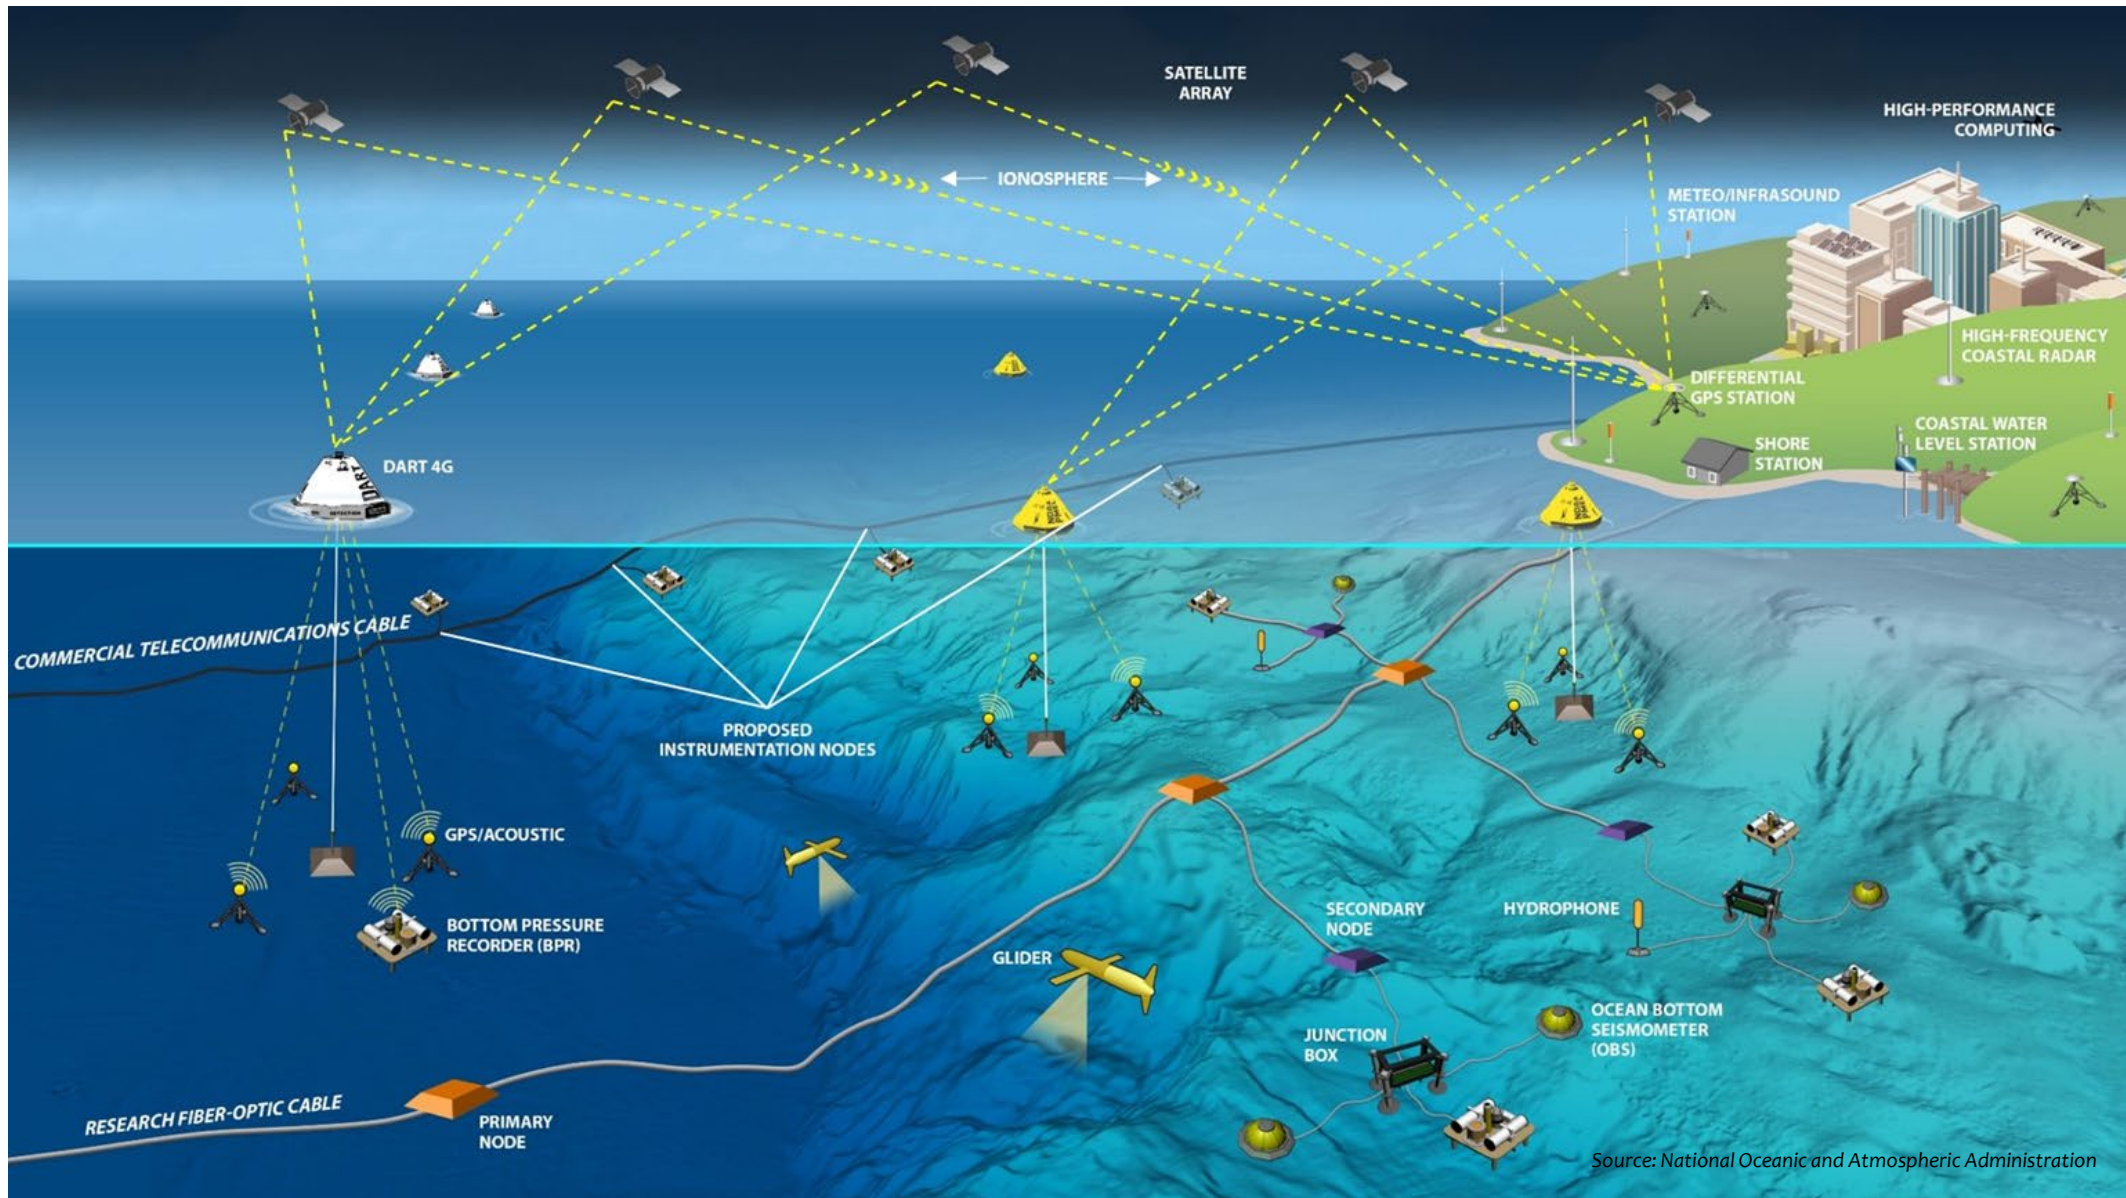 SATELLITE
ARRAY
HIGH-PERFORMANCE
COMPUTING
IONOSPHERE
METEO/INFRASOUND
STATION
HIGH-FREQUENCY
COASTAL RADAR
DIFFERENTIAL
GPS STATION
COASTAL WATER
LEVEL STATION
SHORE
STATION
DART 4G
DART
COMMERCIAL TELECOMMUNICATIONS CABLE
PROPOSED
INSTRUMENTATION NODES
GPS/ACOUSTIC
BOTTOM PRESSURE
RECORDER (BPR)
SECONDARY
NODE
HYDROPHONE
GLIDER
OCEAN BOTTOM
SEISMOMETER
(OBS)
JUNCTION
BOX
RESEARCH FIBER-OPTIC CABLE
PRIMARY
NODE
Source: National Oceanic and Atmospheric Administration